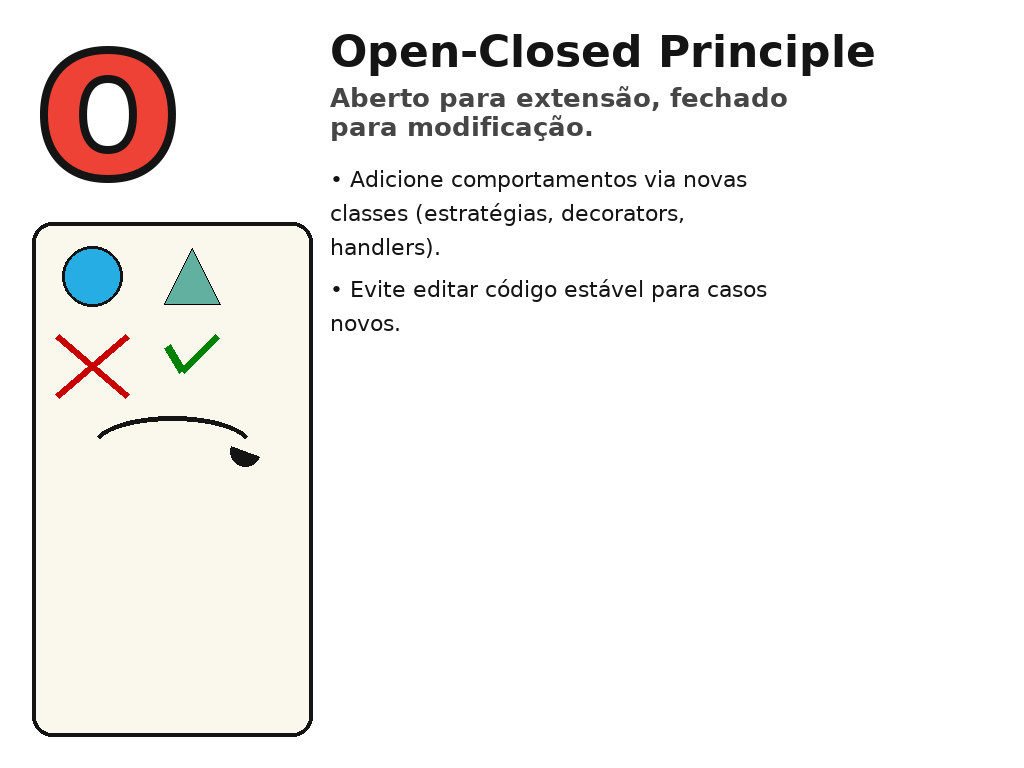 O
Open-Closed Principle
Aberto para extensão, fechado
para modificação.
• Adicione comportamentos via novas
classes (estratégias, decorators,
handlers).
• Evite editar código estável para casos
novos.